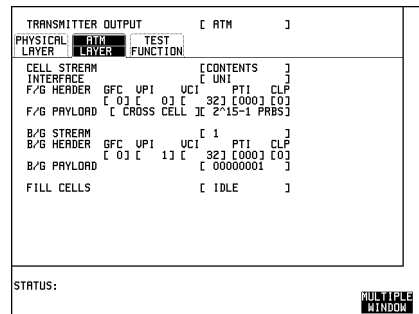 TRANSMITTER OUTPUT [ ATM ]
PHYSICAL LAYER ATM LAYER TEST FUNCTION
CELL STREAM [CONTENTS ]
INTERFACE [ UNI ]
F/G HEADER GFC VPI VCI PTI CLP
[ 0] [ 0] [ 32] [000] [0]
F/G PAYLOAD [ CROSS CELL ][ 2^15-1 PRBS]
B/G STREAM [ 1 ]
B/G HEADER GFC VPI VCI PTI CLP
[ 0] [ 1] [ 32] [000] [0]
B/G PAYLOAD [ 00000001 ]
FILL CELLS [ IDLE ]
STATUS:
MULTIPLE
WINDOW